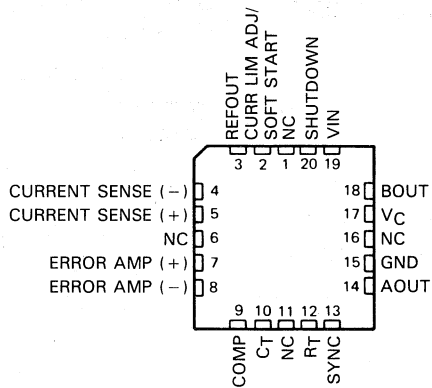 REFOUT
CURR LIM ADJ/
SOFT START
NC
SHUTDOWN
VIN
3 2 1 20 19
CURRENT SENSE (−) 4
CURRENT SENSE (+) 5
NC 6
ERROR AMP (+) 7
ERROR AMP (−) 8
18 BOUT
17 VC
16 NC
15 GND
14 AOUT
9 10 11 12 13
COMP
CT
NC
RT
SYNC